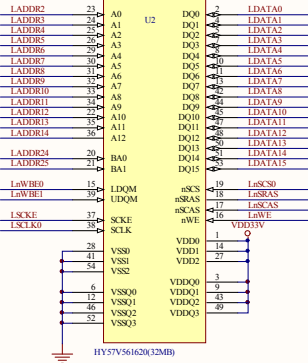 U2
LADDR2 23 A0 DQ0 2 LDATA0
LADDR3 24 A1 DQ1 4 LDATA1
LADDR4 25 A2 DQ2 5 LDATA2
LADDR5 26 A3 DQ3 7 LDATA3
LADDR6 29 A4 DQ4 8 LDATA4
LADDR7 30 A5 DQ5 10 LDATA5
LADDR8 31 A6 DQ6 11 LDATA6
LADDR9 32 A7 DQ7 13 LDATA7
LADDR10 33 A8 DQ8 42 LDATA8
LADDR11 34 A9 DQ9 44 LDATA9
LADDR12 22 A10 DQ10 45 LDATA10
LADDR13 35 A11 DQ11 47 LDATA11
LADDR14 36 A12 DQ12 48 LDATA12
DQ13 50 LDATA13
LADDR24 20 BA0 DQ14 51 LDATA14
LADDR25 21 BA1 DQ15 53 LDATA15
LnWBE0 15 LDQM nSCS 19 LnSCS0
LnWBE1 39 UDQM nSRAS 18 LnSRAS
nSCAS 17 LnSCAS
LSCKE 37 SCKE nWE 16 LnWE
LSCLK0 38 SCLK VDD33V
VDD0 1
28 VSS0 VDD1 14
41 VSS1 VDD2 27
54 VSS2
VDDQ0 3
6 VSSQ0 VDDQ1 9
12 VSSQ1 VDDQ2 43
46 VSSQ2 VDDQ3 49
52 VSSQ3
HY57V561620(32MB)